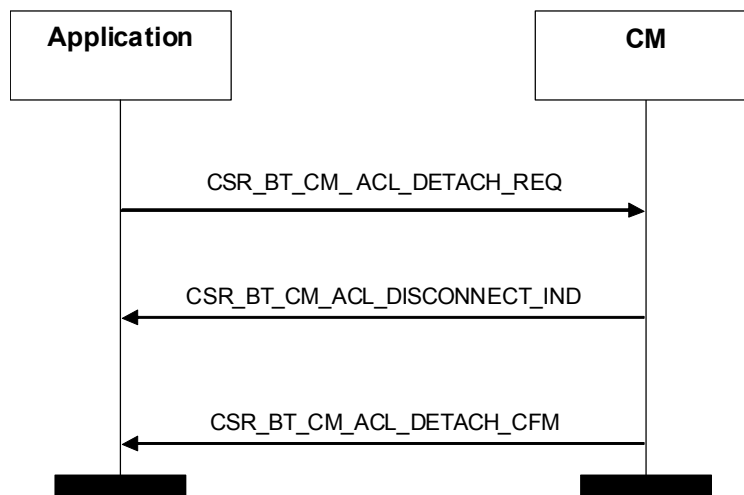 Application
CM
CSR_BT_CM_ ACL_DETACH_REQ
CSR_BT_CM_ACL_DISCONNECT_IND
CSR_BT_CM_ACL_DETACH_CFM